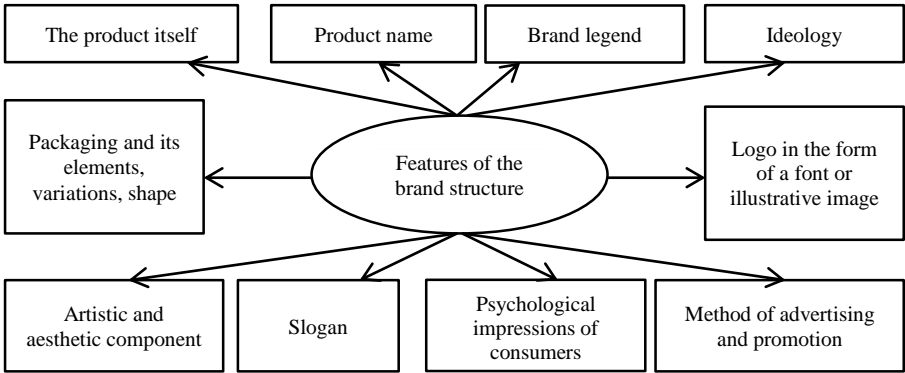 The product itself
Product name
Brand legend
Ideology
Packaging and its
elements,
variations, shape
Features of the
brand structure
Logo in the form
of a font or
illustrative image
Artistic and
aesthetic component
Slogan
Psychological
impressions of
consumers
Method of advertising
and promotion